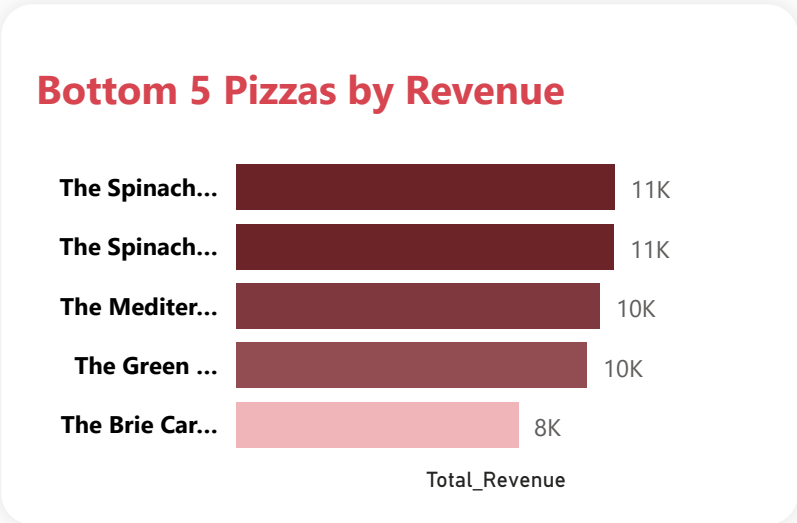 Bottom 5 Pizzas by Revenue
The Spinach... 11K
The Spinach... 11K
The Mediter... 10K
The Green ... 10K
The Brie Car... 8K
Total_Revenue